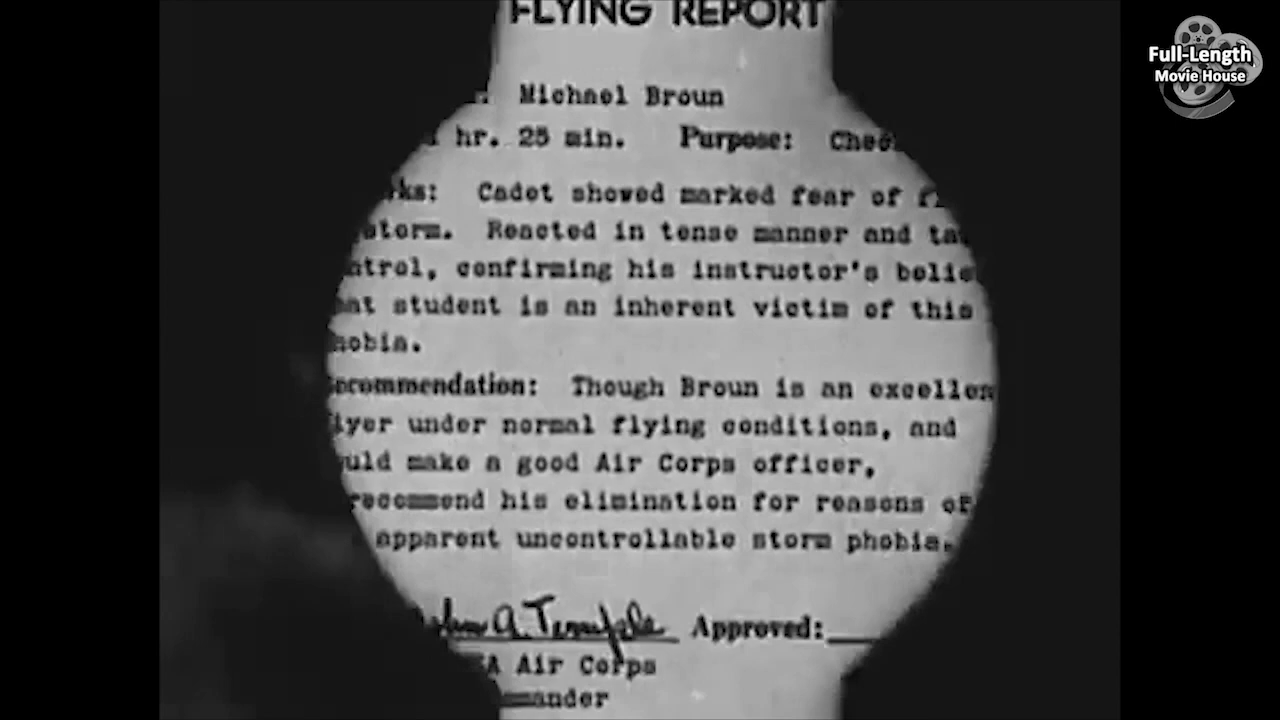 FLYING REPORT
Full-Length
Movie House
Michael Broun
hr. 25 min. Purpose:
Cadet showed marked fear of
storm. Reacted in tense manner and
confirming his instructor's
student is an inherent victim of this
Recommendation: Though Broun is an
under normal flying conditions, and
make a good Air Corps officer,
recommend his elimination for reasons of
apparent uncontrollable storm phobia.
A. Temple Approved:
Air Corps